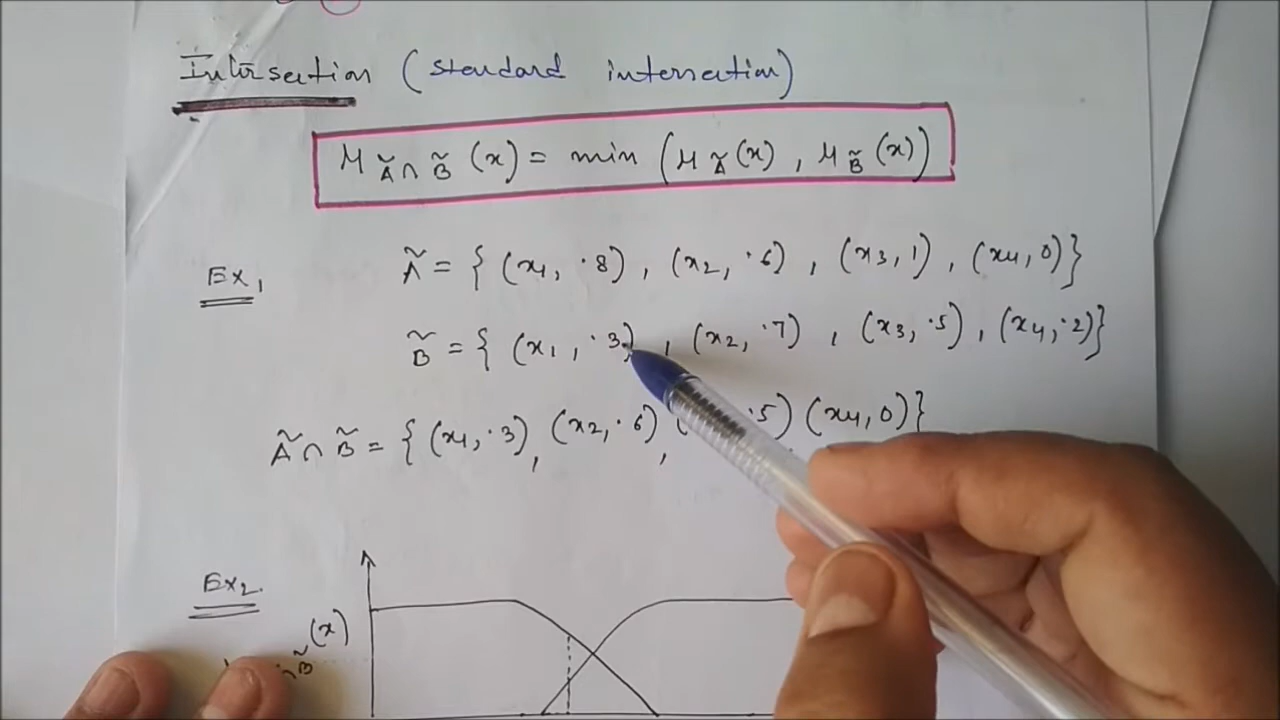 Intersection (standard intersection)
μ Ã∩B̃ (x) = min (μ Ã(x), μ B̃(x))
Ex1 Ã = { (x1, .8), (x2, .6), (x3, 1), (x4, 0)}
B̃ = { (x1, .3), (x2, .7), (x3, .5), (x4, .2)}
Ã ∩ B̃ = { (x1, .3), (x2, .6), ( .5) (x4, 0)}
Ex2.
∩B̃ (x)